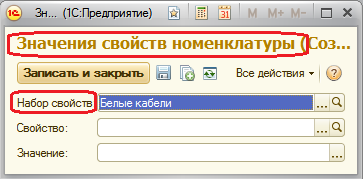 Зн... (1С:Предприятие)
M M+ M-
Значения свойств номенклатуры (Соз...
Записать и закрыть Все действия
Набор свойств Белые кабели
Свойство:
Значение: